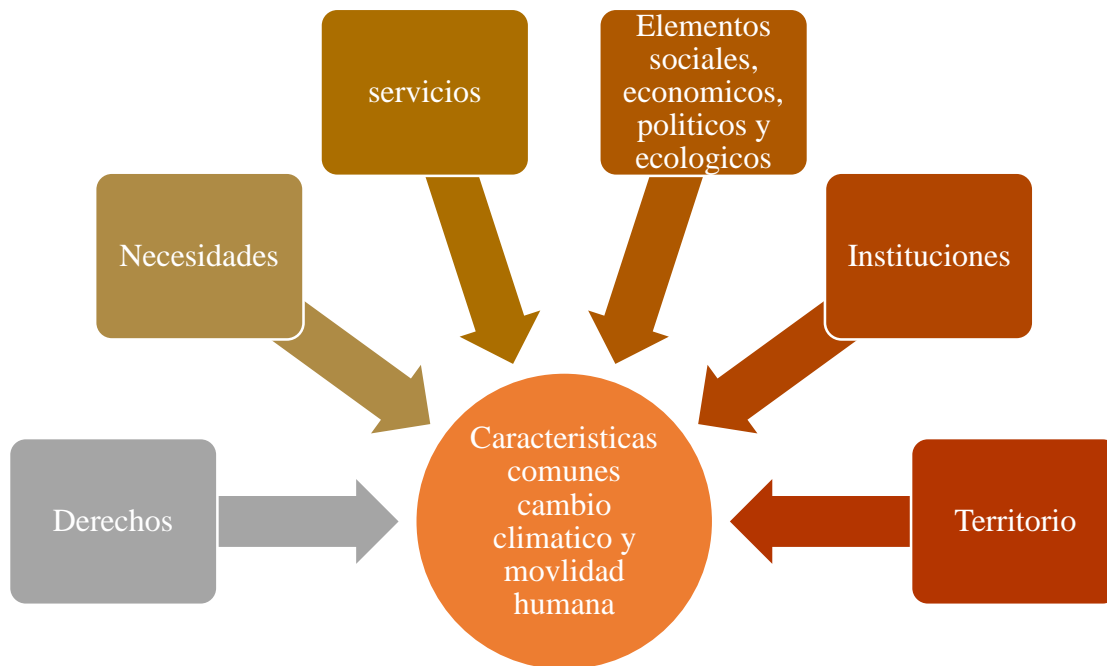 Elementos
sociales,
economicos,
politicos y
ecologicos
servicios
Necesidades
Instituciones
Derechos
Caracteristicas
comunes
cambio
climatico y
movlidad
humana
Territorio